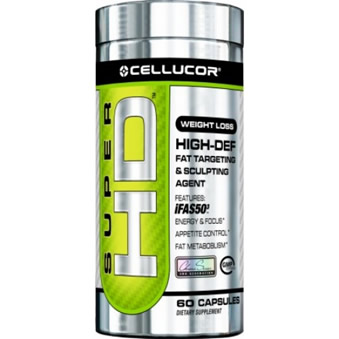 CELLUCOR®
SUPER HD™
WEIGHT LOSS
HIGH-DEF
FAT TARGETING
& SCULPTING
AGENT
FEATURES:
iFAS50!
ENERGY & FOCUS*
APPETITE CONTROL*
FAT METABOLISM*
60 CAPSULES
DIETARY SUPPLEMENT